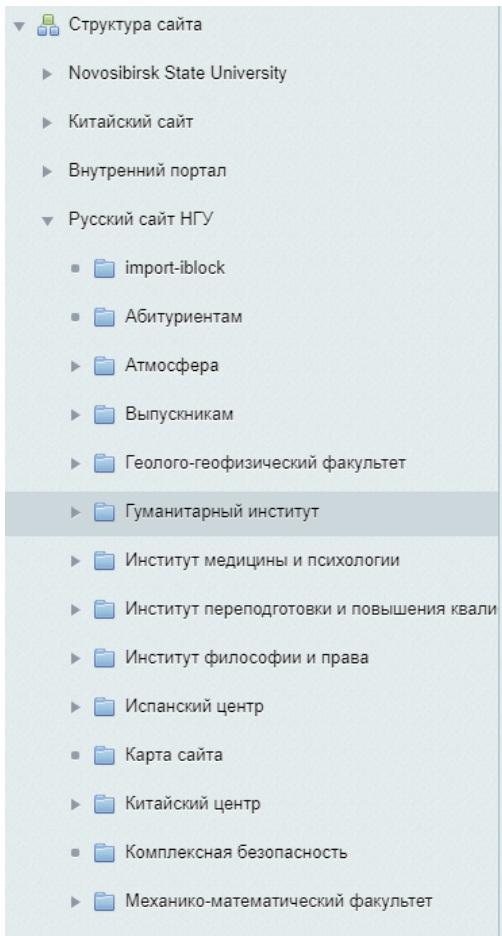 Структура сайта
Novosibirsk State University
Китайский сайт
Внутренний портал
Русский сайт НГУ
import-iblock
Абитуриентам
Атмосфера
Выпускникам
Геолого-геофизический факультет
Гуманитарный институт
Институт медицины и психологии
Институт переподготовки и повышения квали
Институт философии и права
Испанский центр
Карта сайта
Китайский центр
Комплексная безопасность
Механико-математический факультет